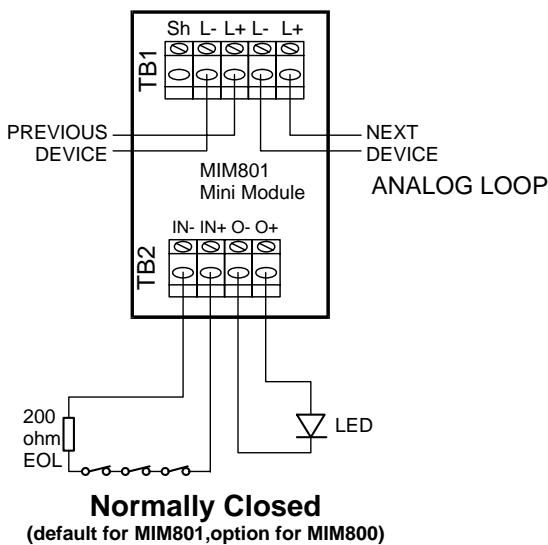 Sh L- L+ L- L+
TB1
PREVIOUS
DEVICE
NEXT
DEVICE
MIM801
Mini Module
ANALOG LOOP
IN- IN+ O- O+
TB2
200
ohm
EOL
LED
Normally Closed
(default for MIM801,option for MIM800)